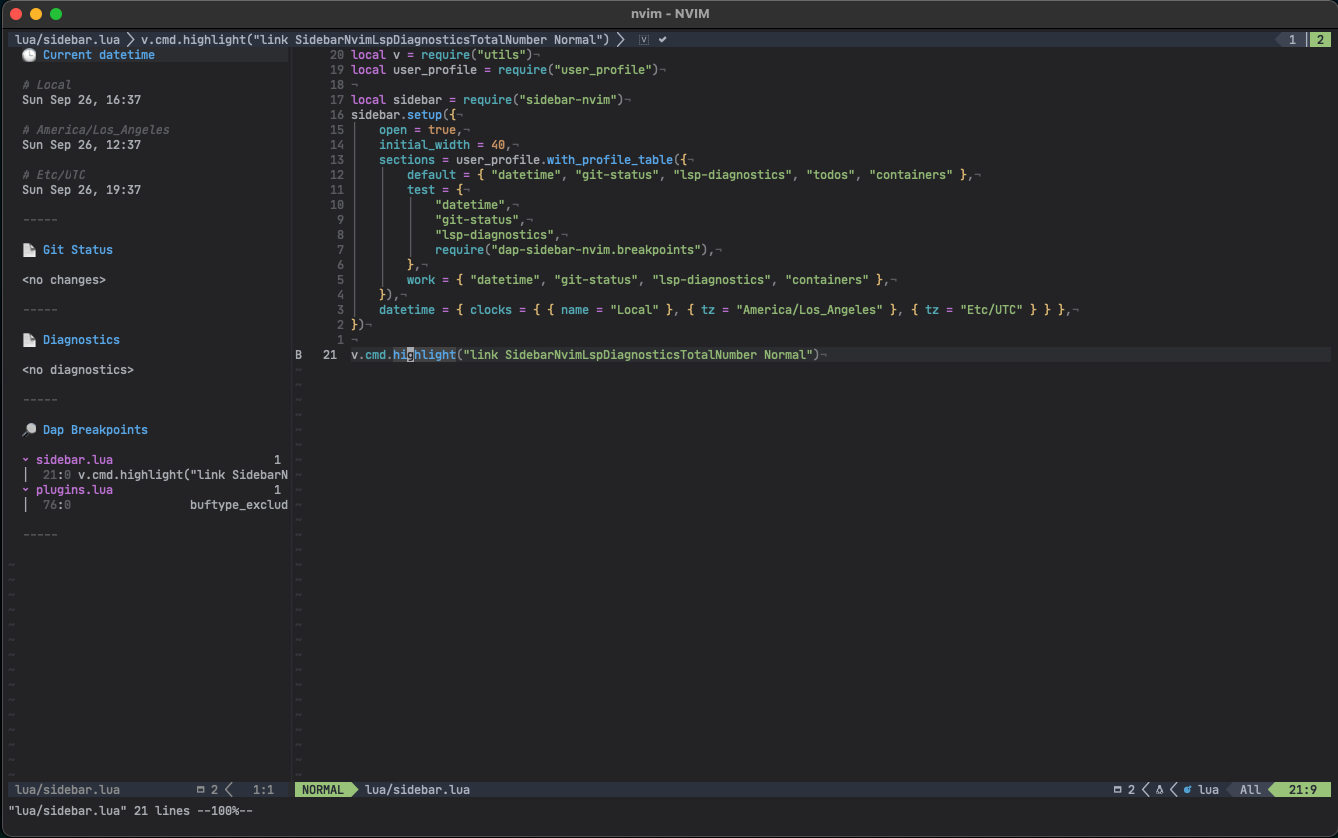 nvim - NVIM
lua/sidebar.lua > v.cmd.highlight("link SidebarNvimLspDiagnosticsTotalNumber Normal") > V ✔ 1 | 2
Current datetime
# Local
Sun Sep 26, 16:37
# America/Los_Angeles
Sun Sep 26, 12:37
# Etc/UTC
Sun Sep 26, 19:37
-----
Git Status
<no changes>
-----
Diagnostics
<no diagnostics>
-----
Dap Breakpoints
sidebar.lua 1
21:0 v.cmd.highlight("link SidebarN
plugins.lua 1
76:0 buftype_exclud
-----
20 local v = require("utils")¬
19 local user_profile = require("user_profile")¬
18 ¬
17 local sidebar = require("sidebar-nvim")¬
16 sidebar.setup({¬
15 open = true,¬
14 initial_width = 40,¬
13 sections = user_profile.with_profile_table({¬
12 default = { "datetime", "git-status", "lsp-diagnostics", "todos", "containers" },¬
11 test = {¬
10 "datetime",¬
9 "git-status",¬
8 "lsp-diagnostics",¬
7 require("dap-sidebar-nvim.breakpoints"),¬
6 },¬
5 work = { "datetime", "git-status", "lsp-diagnostics", "containers" },¬
4 }),¬
3 datetime = { clocks = { { name = "Local" }, { tz = "America/Los_Angeles" }, { tz = "Etc/UTC" } } },¬
2 })¬
1 ¬
B 21 v.cmd.highlight("link SidebarNvimLspDiagnosticsTotalNumber Normal")¬
lua/sidebar.lua 2 < 1:1
NORMAL lua/sidebar.lua 2 < < lua All 21:9
"lua/sidebar.lua" 21 lines --100%--